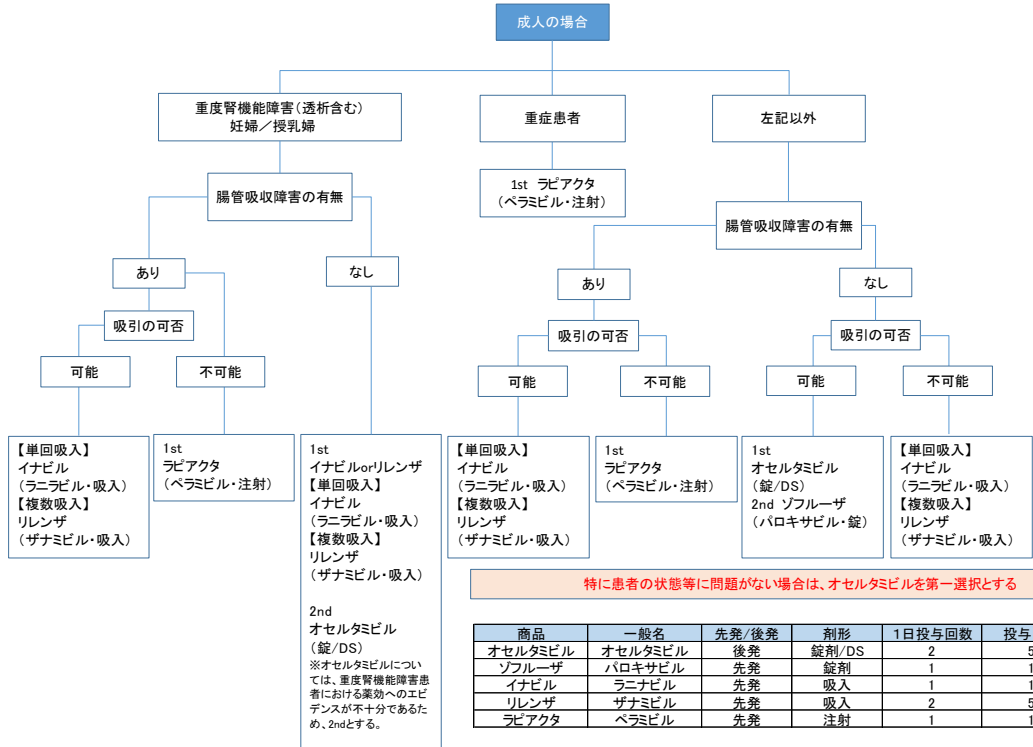 成人の場合
重度腎機能障害(透析含む)
妊婦/授乳婦
重症患者
左記以外
腸管吸収障害の有無
1st ラピアクタ
(ペラミビル・注射)
腸管吸収障害の有無
あり
なし
吸引の可否
可能
不可能
あり
なし
吸引の可否
吸引の可否
可能
不可能
可能
不可能
【単回吸入】
イナビル
(ラニラビル・吸入)
【複数吸入】
リレンザ
(ザナミビル・吸入)
1st
ラピアクタ
(ペラミビル・注射)
1st
イナビルorリレンザ
【単回吸入】
イナビル
(ラニラビル・吸入)
【複数吸入】
リレンザ
(ザナミビル・吸入)
2nd
オセルタミビル
(錠/DS)
※オセルタミビルについ
ては、重度腎機能障害患
者における薬効へのエビ
デンスが不十分であるた
め、2ndとする。
【単回吸入】
イナビル
(ラニラビル・吸入)
【複数吸入】
リレンザ
(ザナミビル・吸入)
1st
ラピアクタ
(ペラミビル・注射)
1st
オセルタミビル
(錠/DS)
2nd ゾフルーザ
(パロキサビル・錠)
【単回吸入】
イナビル
(ラニラビル・吸入)
【複数吸入】
リレンザ
(ザナミビル・吸入)
特に患者の状態等に問題がない場合は、オセルタミビルを第一選択とする
商品 一般名 先発/後発 剤形 1日投与回数 投与
オセルタミビル オセルタミビル 後発 錠剤/DS 2 5
ゾフルーザ パロキサビル 先発 錠剤 1 1
イナビル ラニナビル 先発 吸入 1 1
リレンザ ザナミビル 先発 吸入 2 5
ラピアクタ ペラミビル 先発 注射 1 1